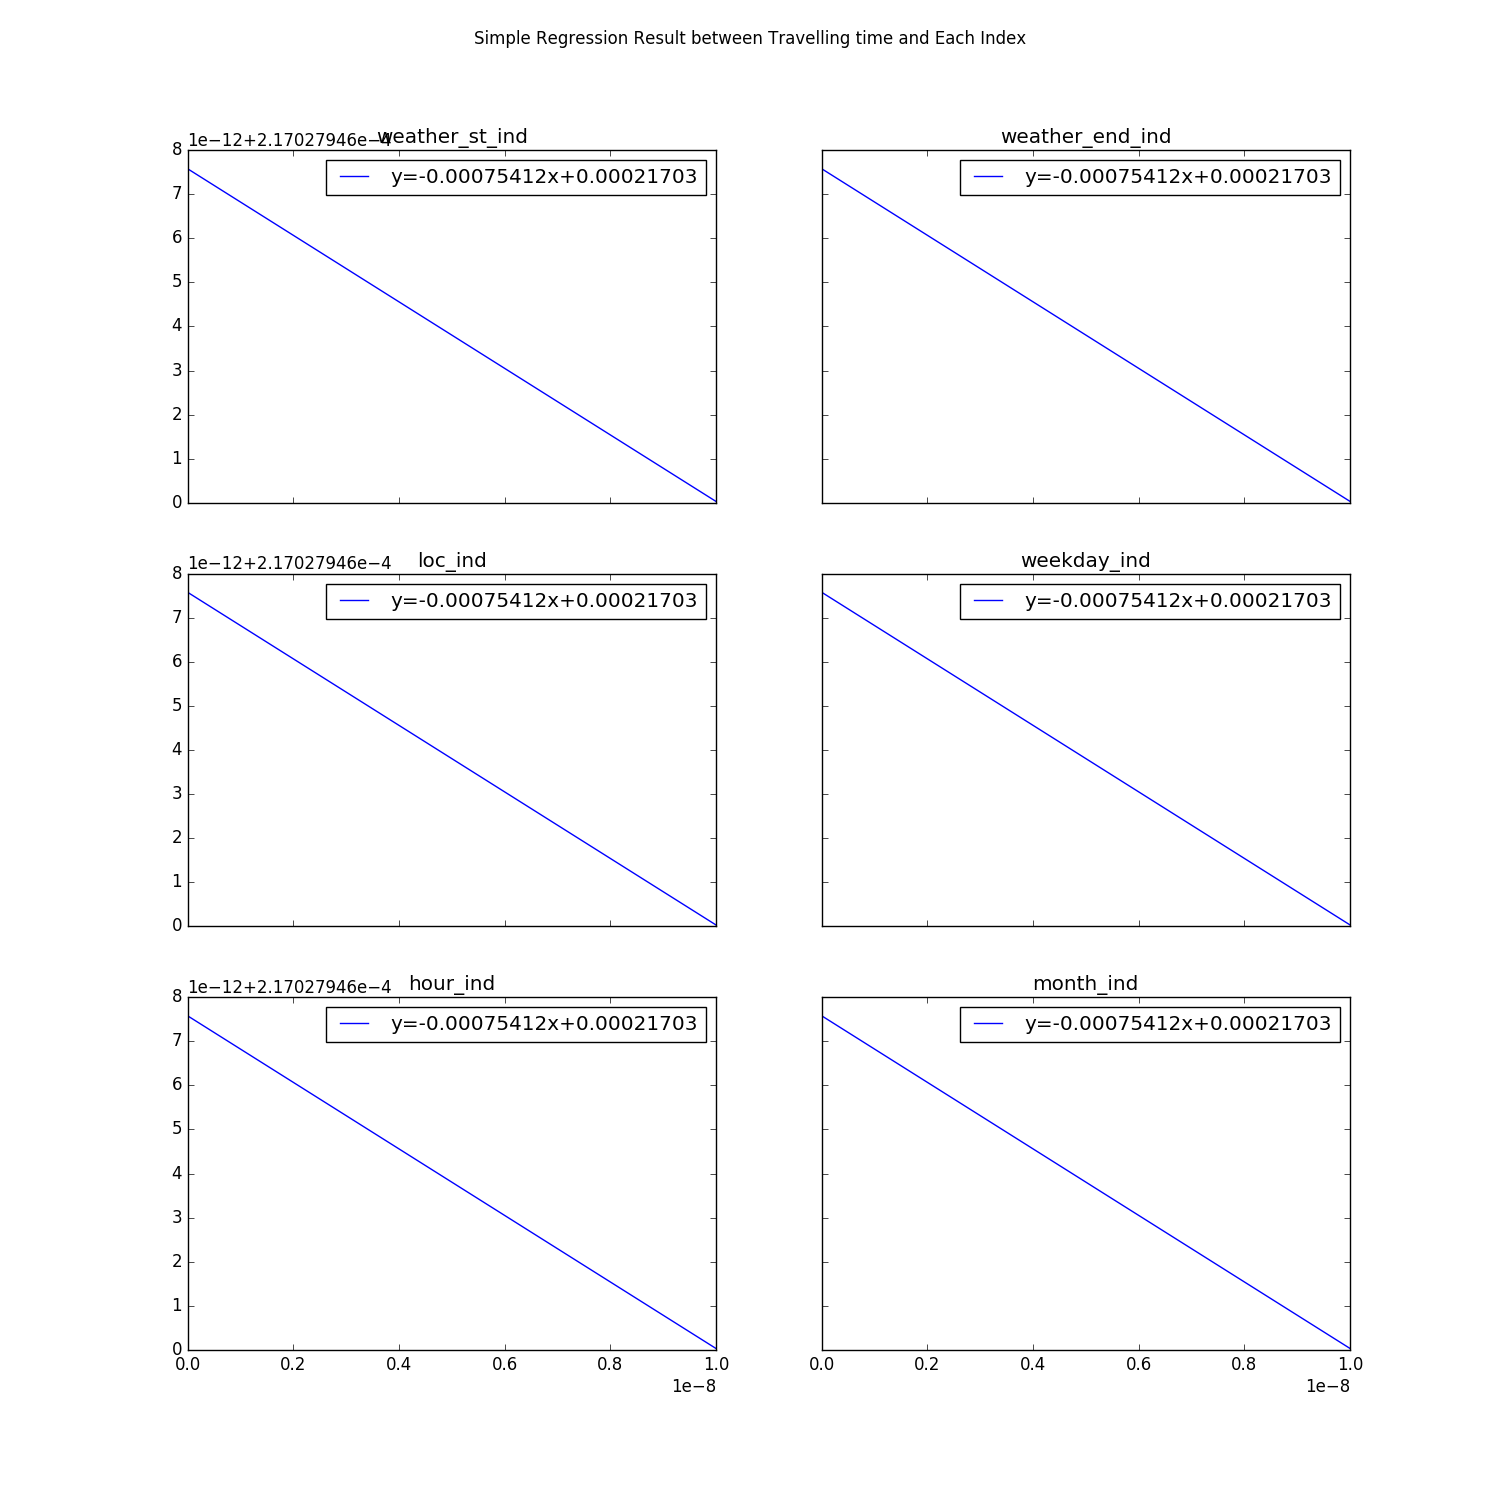 Simple Regression Result between Travelling time and Each Index
1e−12+2.17027946e−4
weather_st_ind
weather_end_ind
8
7
6
5
4
3
2
1
0
y=-0.00075412x+0.00021703
y=-0.00075412x+0.00021703
1e−12+2.17027946e−4
loc_ind
weekday_ind
8
7
6
5
4
3
2
1
0
y=-0.00075412x+0.00021703
y=-0.00075412x+0.00021703
1e−12+2.17027946e−4
hour_ind
month_ind
8
7
6
5
4
3
2
1
0
y=-0.00075412x+0.00021703
y=-0.00075412x+0.00021703
0.0 0.2 0.4 0.6 0.8 1.0
1e−8
0.0 0.2 0.4 0.6 0.8 1.0
1e−8